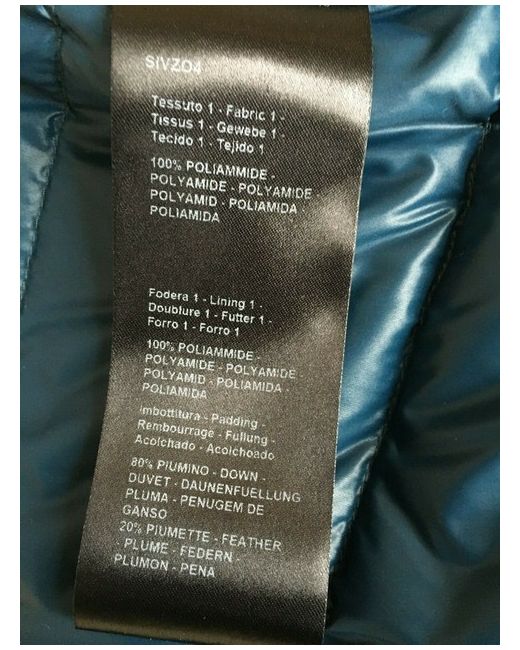 SIVZO4
Tessuto 1 - Fabric 1 -
Tissus 1 - Gewebe 1 -
Tecido 1 - Tejido 1
100% POLIAMMIDE -
POLYAMIDE - POLYAMIDE
POLYAMID - POLIAMIDA
POLIAMIDA
Fodera 1 - Lining 1 -
Doublure 1 - Futter 1 -
Forro 1 - Forro 1
100% POLIAMMIDE -
POLYAMIDE - POLYAMIDE
POLYAMID - POLIAMIDA -
POLIAMIDA
Imbottitura - Padding -
Rembourrage - Fullung -
Acolchado - Acolchoado
80% PIUMINO - DOWN -
DUVET - DAUNENFUELLUNG
PLUMA - PENUGEM DE
GANSO
20% PIUMETTE - FEATHER
- PLUME - FEDERN -
PLUMON - PENA